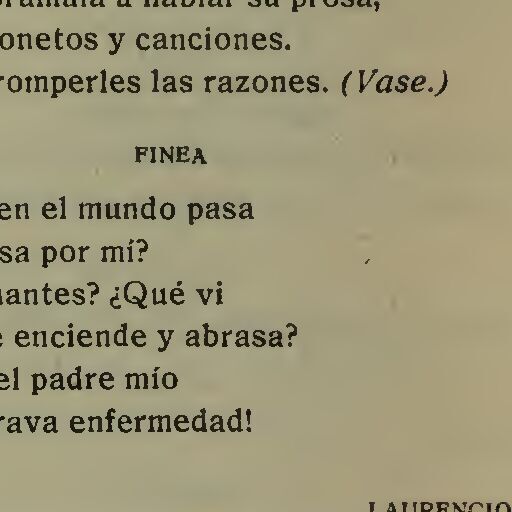 a hablar su prosa,
onetos y canciones.
romperles las razones. (Vase.)
FINEA
en el mundo pasa
sa por mí?
antes? ¿Qué vi
enciende y abrasa?
el padre mío
rava enfermedad!
LAURENCIO